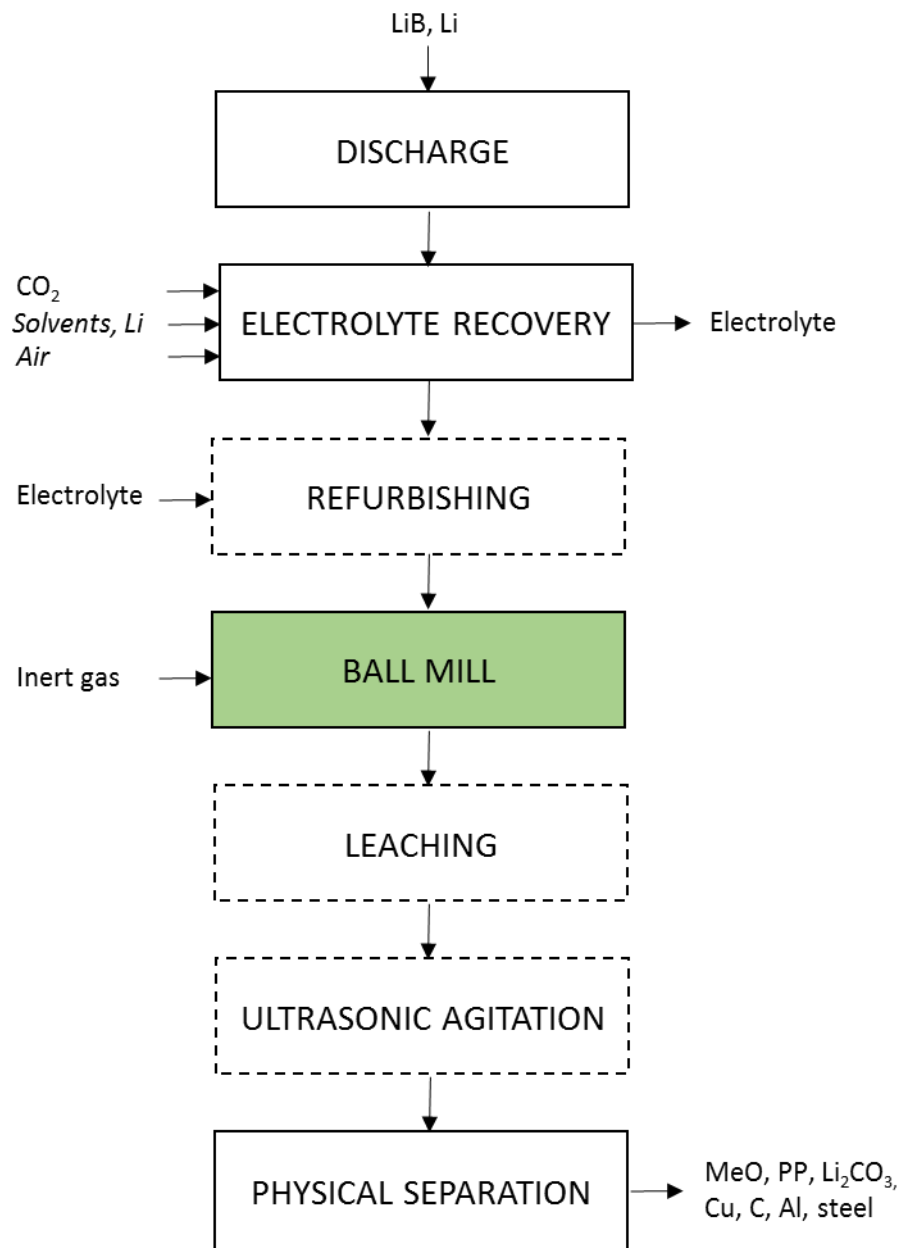 LiB, Li
DISCHARGE
CO₂
Solvents, Li
Air
ELECTROLYTE RECOVERY
Electrolyte
Electrolyte
REFURBISHING
Inert gas
BALL MILL
LEACHING
ULTRASONIC AGITATION
PHYSICAL SEPARATION
MeO, PP, Li₂CO₃,
Cu, C, Al, steel